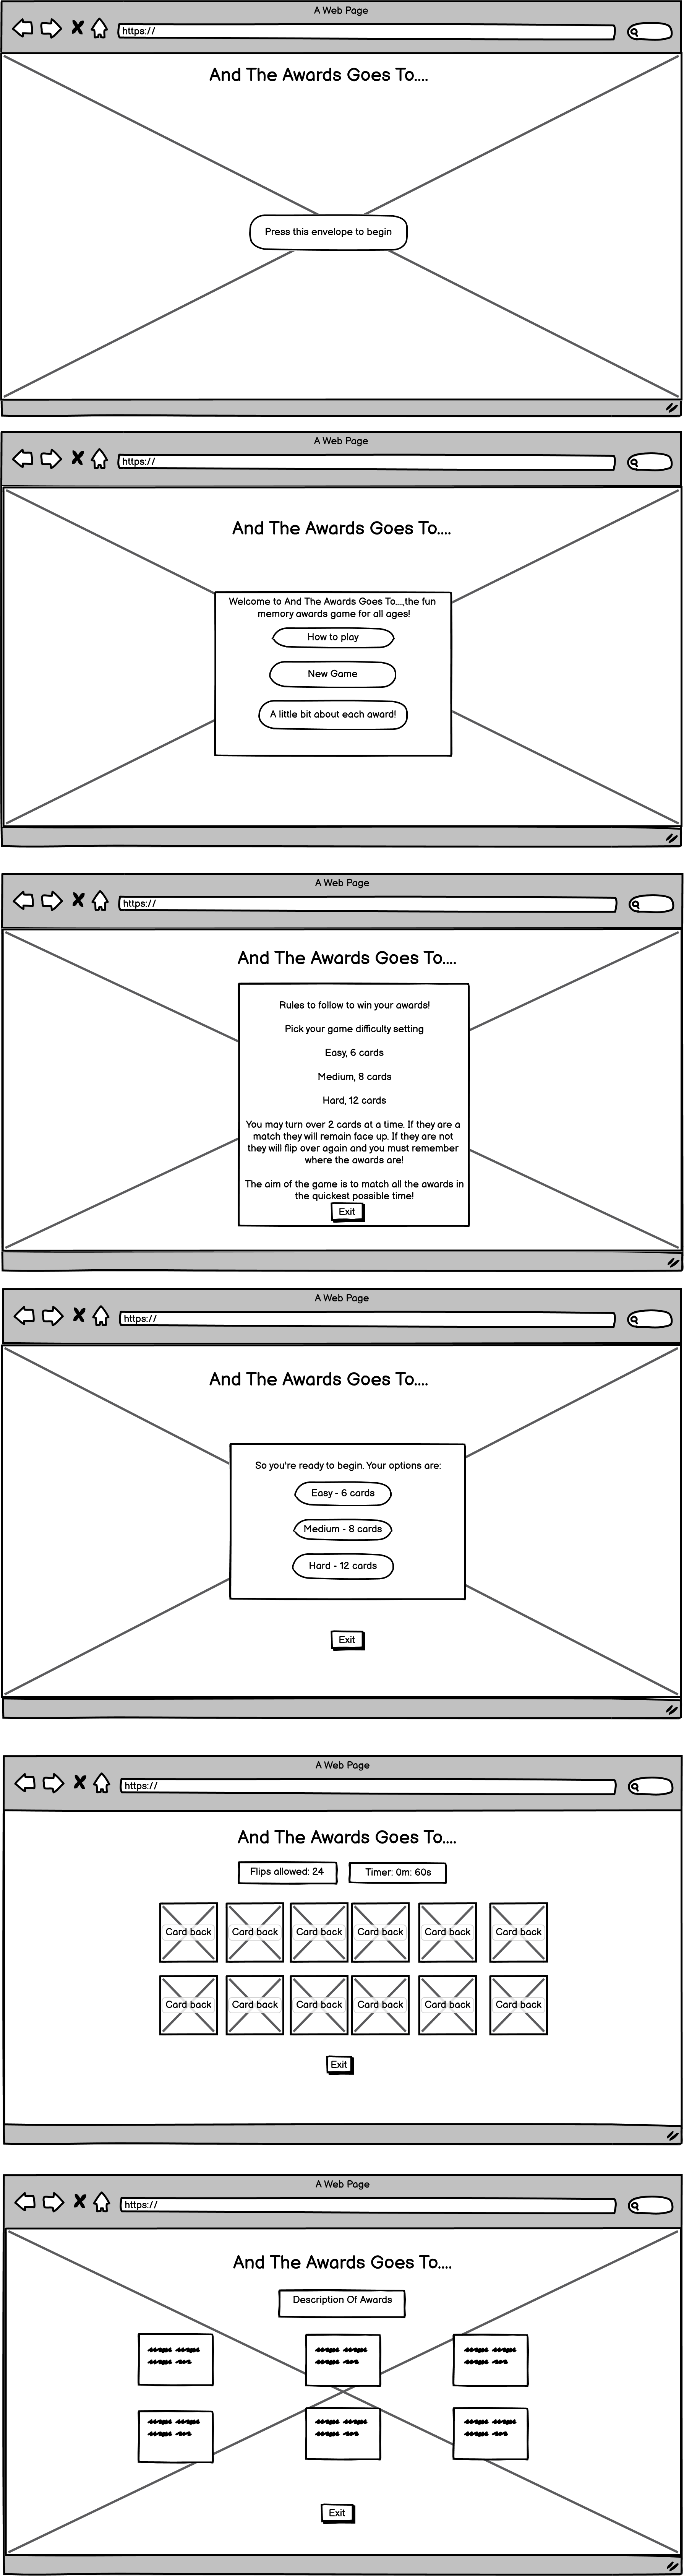 A Web Page
https://
And The Awards Goes To....
Press this envelope to begin
A Web Page
https://
And The Awards Goes To....
Welcome to And The Awards Goes To...,the fun
memory awards game for all ages!
How to play
New Game
A little bit about each award!
A Web Page
https://
And The Awards Goes To....
Rules to follow to win your awards!
Pick your game difficulty setting
Easy, 6 cards
Medium, 8 cards
Hard, 12 cards
You may turn over 2 cards at a time. If they are a
match they will remain face up. If they are not
they will flip over again and you must remember
where the awards are!
The aim of the game is to match all the awards in
the quickest possible time!
Exit
A Web Page
https://
And The Awards Goes To....
So you're ready to begin. Your options are:
Easy - 6 cards
Medium - 8 cards
Hard - 12 cards
Exit
A Web Page
https://
And The Awards Goes To....
Flips allowed: 24 Timer: 0m: 60s
Card back Card back Card back Card back Card back Card back
Card back Card back Card back Card back Card back Card back
Exit
A Web Page
https://
And The Awards Goes To....
Description Of Awards
Exit